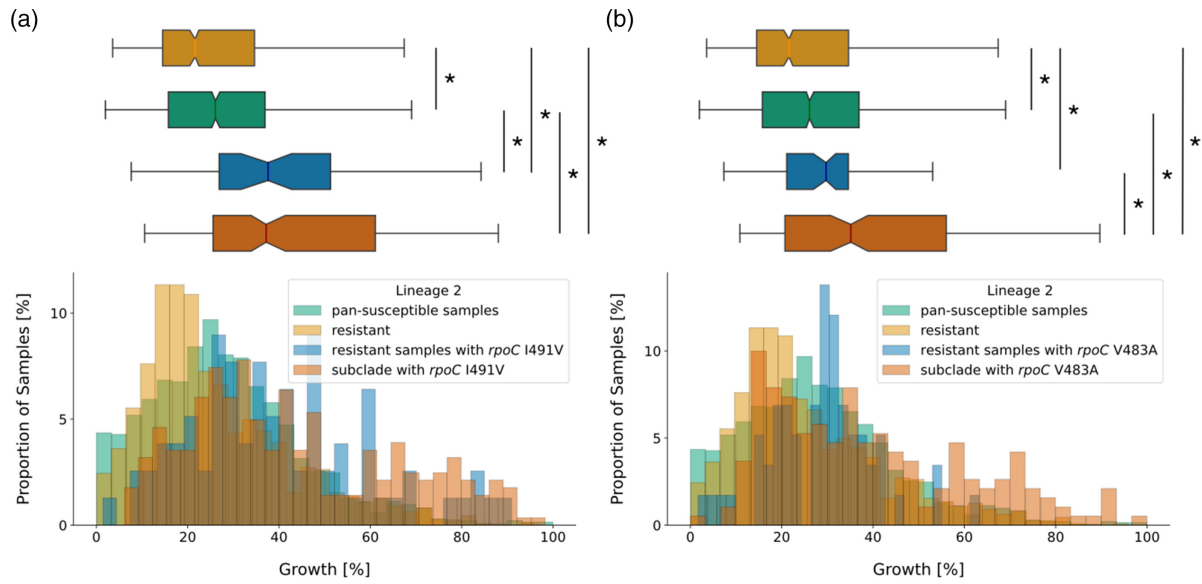 (a)
*
*
*
*
*
Proportion of Samples [%]
10
5
0
Lineage 2
pan-susceptible samples
resistant
resistant samples with rpoC I491V
subclade with rpoC I491V
0 20 40 60 80 100
Growth [%]
(b)
*
*
*
*
*
Proportion of Samples [%]
10
5
0
Lineage 2
pan-susceptible samples
resistant
resistant samples with rpoC V483A
subclade with rpoC V483A
0 20 40 60 80 100
Growth [%]